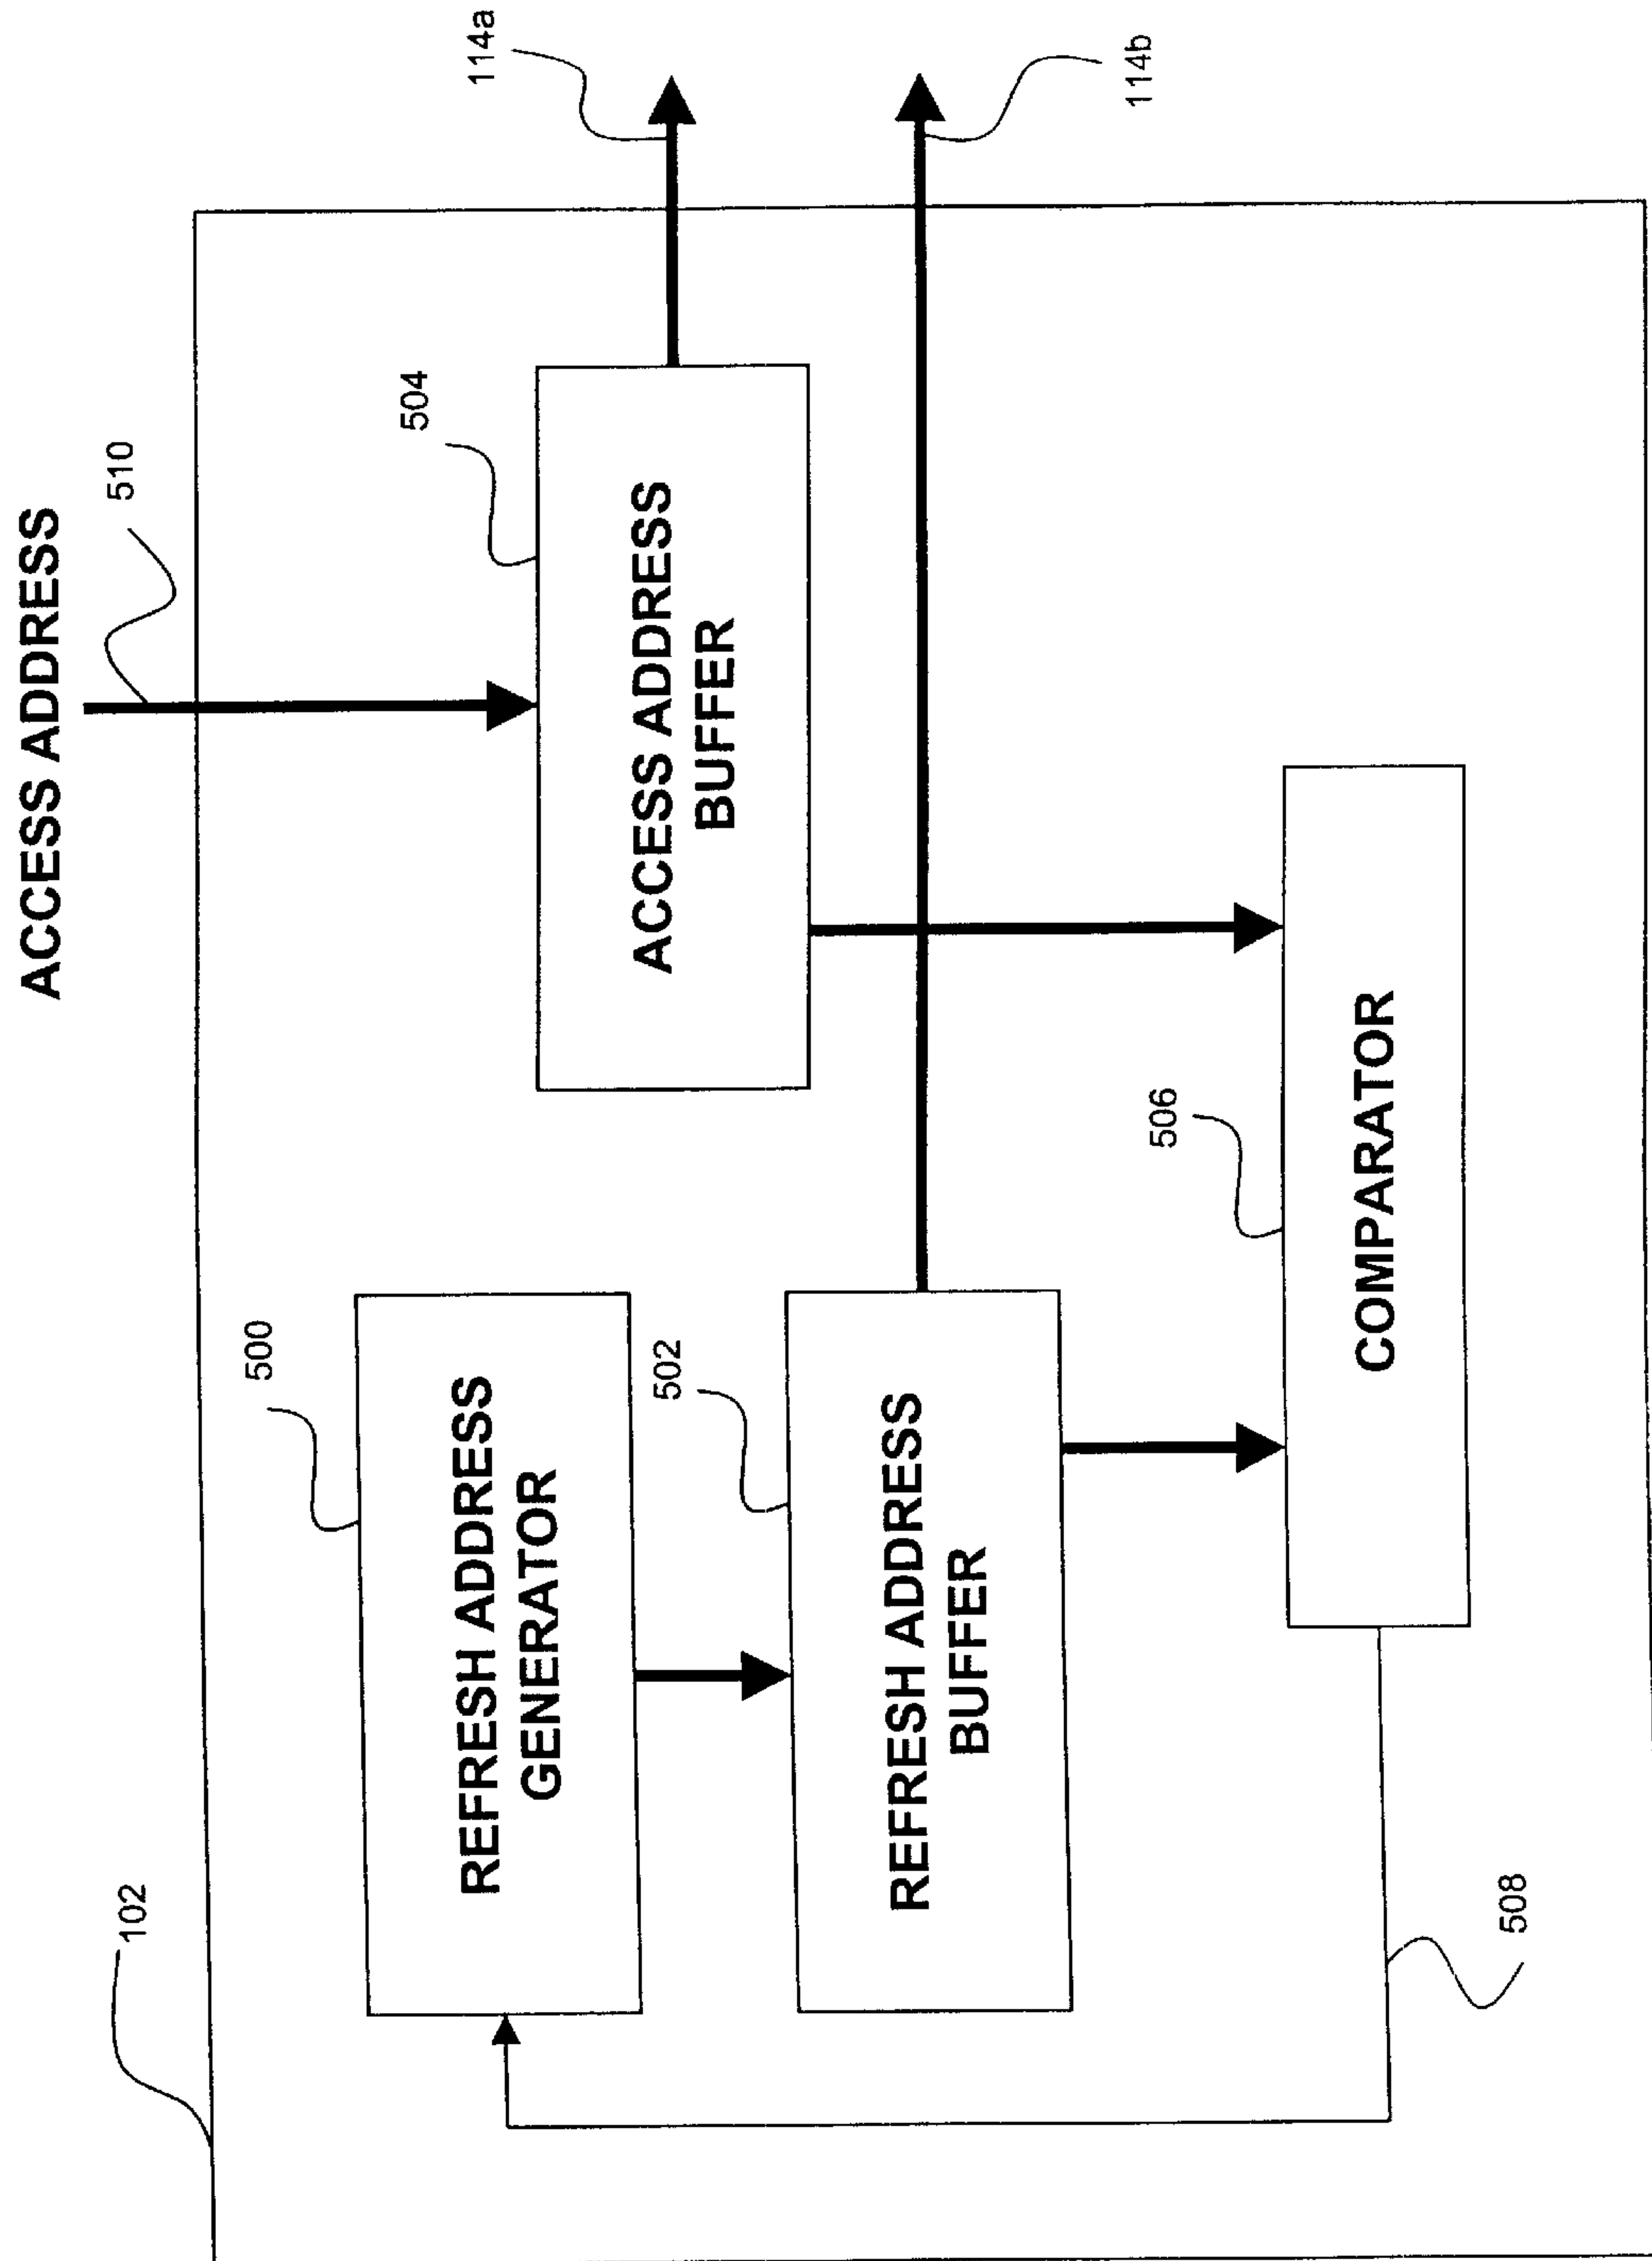 ACCESS ADDRESS
510
102
500
REFRESH ADDRESS
GENERATOR
504
ACCESS ADDRESS
BUFFER
114a
502
REFRESH ADDRESS
BUFFER
114b
506
COMPARATOR
508